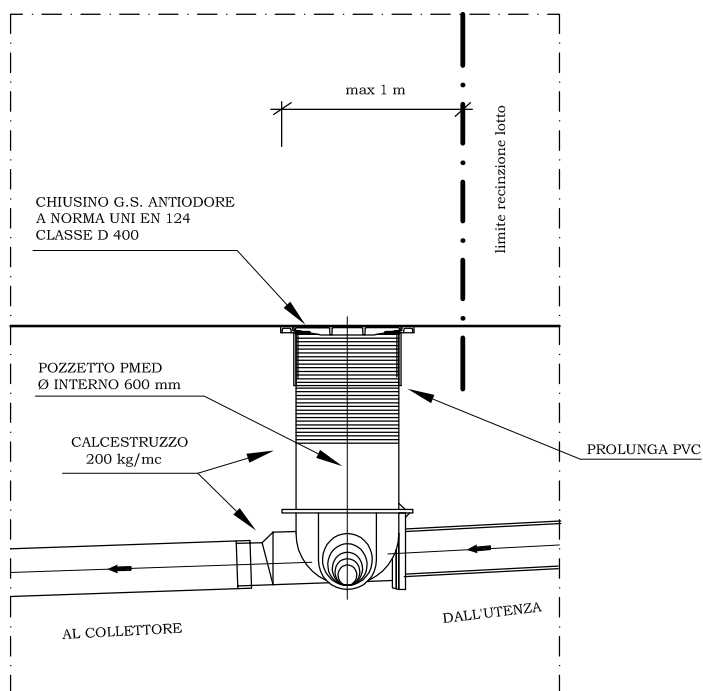 max 1 m
limite recinzione lotto
CHIUSINO G.S. ANTIODORE
A NORMA UNI EN 124
CLASSE D 400
POZZETTO PMED
Ø INTERNO 600 mm
CALCESTRUZZO
200 kg/mc
PROLUNGA PVC
DALL'UTENZA
AL COLLETTORE